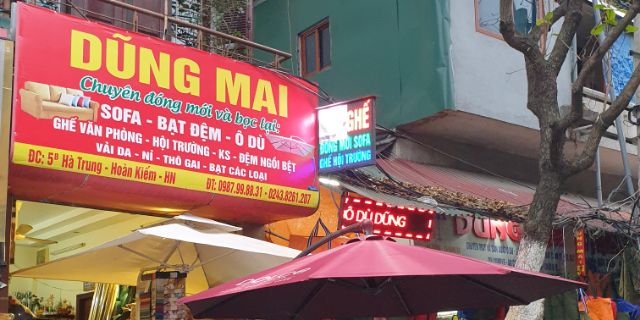 DŨNG MAI
Chuyên đóng mới và bọc lại:
SOFA - BẠT ĐỆM - Ô DÙ
GHẾ VĂN PHÒNG - HỘI TRƯỜNG - KS - ĐỆM NGỒI BỆT
VẢI DA - NỈ - THÔ GAI - BẠT CÁC LOẠI
ĐC: 5ᴮ Hà Trung - Hoàn Kiếm - HN
ĐT: 0987.99.88.31 - 0243.8261.207
GHẾ
ĐÓNG MỚI SOFA
GHẾ HỘI TRƯỜNG
Ô DÙ DŨNG
DŨNG